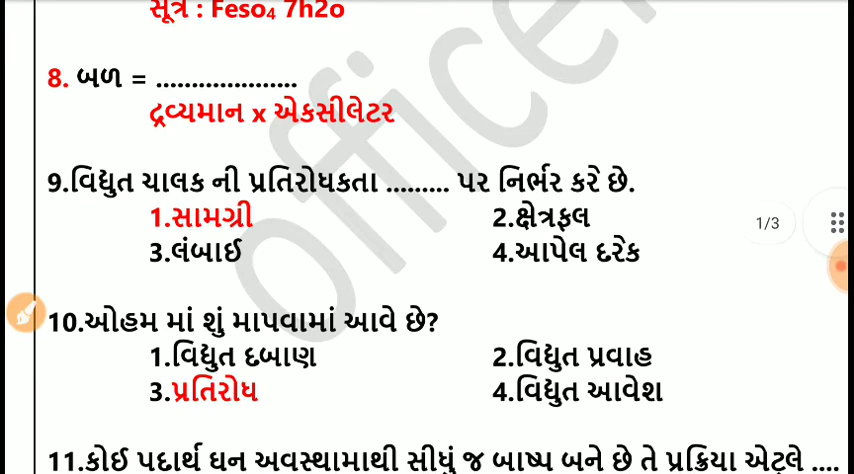 સૂત્ર : Feso₄ 7h2o
8. બળ = ....................
દ્રવ્યમાન x એકસીલેટર
9.વિદ્યુત ચાલક ની પ્રતિરોધકતા ......... પર નિર્ભર કરે છે.
1.સામગ્રી 2.ક્ષેત્રફલ
1/3
3.લંબાઈ 4.આપેલ દરેક
10.ઓહમ માં શું માપવામાં આવે છે?
1.વિદ્યુત દબાણ 2.વિદ્યુત પ્રવાહ
3.પ્રતિરોધ 4.વિદ્યુત આવેશ
11.કોઈ પદાર્થ ઘન અવસ્થામાથી સીધું જ બાષ્પ બને છે તે પ્રક્રિયા એટલે ....
officer